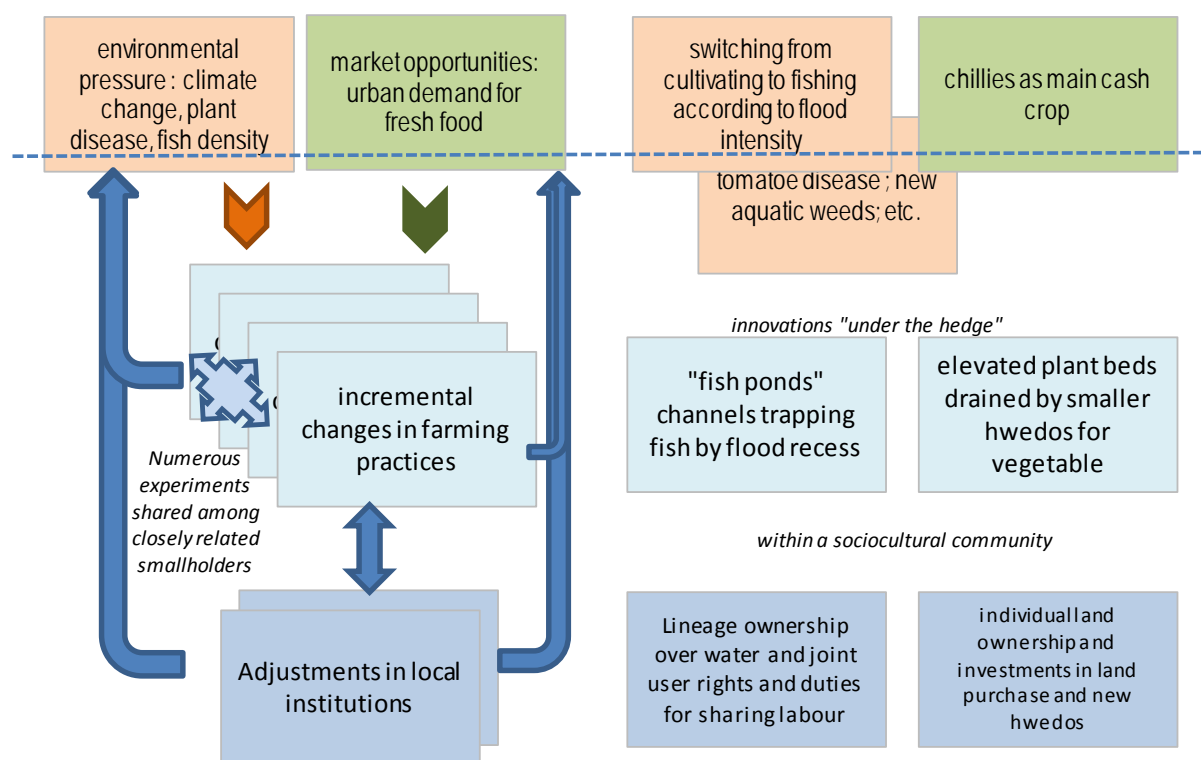 environmental
pressure : climate
change, plant
disease, fish density
market opportunities:
urban demand for
fresh food
switching from
cultivating to fishing
according to flood
intensity
chillies as main cash
crop
tomatoe disease ; new
aquatic weeds; etc.
innovations "under the hedge"
incremental
changes in farming
practices
"fish ponds"
channels trapping
fish by flood recess
elevated plant beds
drained by smaller
hwedos for
vegetable
Numerous
experiments
shared among
closely related
smallholders
within a sociocultural community
Adjustments in local
institutions
Lineage ownership
over water and joint
user rights and duties
for sharing labour
individual land
ownership and
investments in land
purchase and new
hwedos